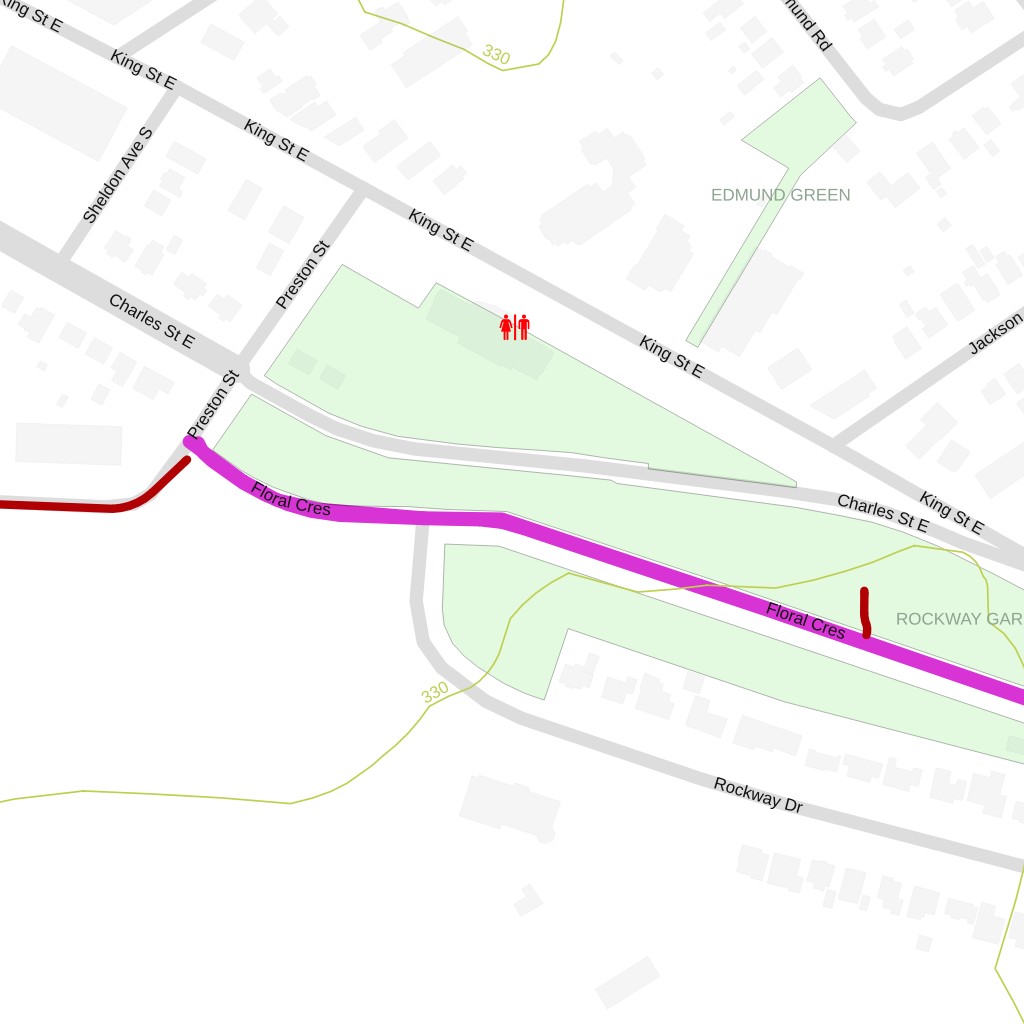 King St E
mund Rd
King St E
330
King St E
Sheldon Ave S
EDMUND GREEN
King St E
Preston St
Charles St E
Jackson
King St E
Preston St
Floral Cres
King St E
Charles St E
Floral Cres
ROCKWAY GAR
330
Rockway Dr